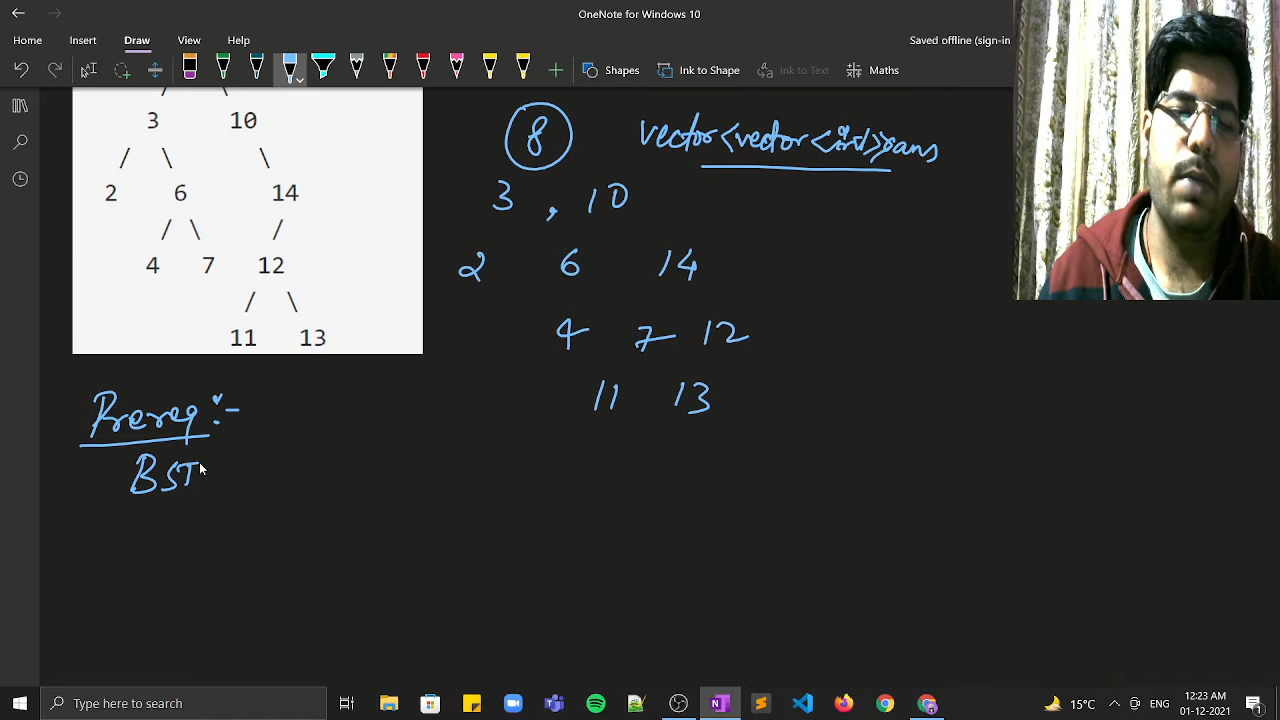 OneNote for Windows 10
Home Insert Draw View Help
Saved offline (sign-in
Shapes Ink to Shape Ink to Text Maths
3 10
2 6 14
4 7 12
11 13
8 vector<vector<int>>ans
3 , 10
2 6 14
4 7 12
11 13
Prereq :-
BST
Type here to search
15°C ENG
12:23 AM
01-12-2021